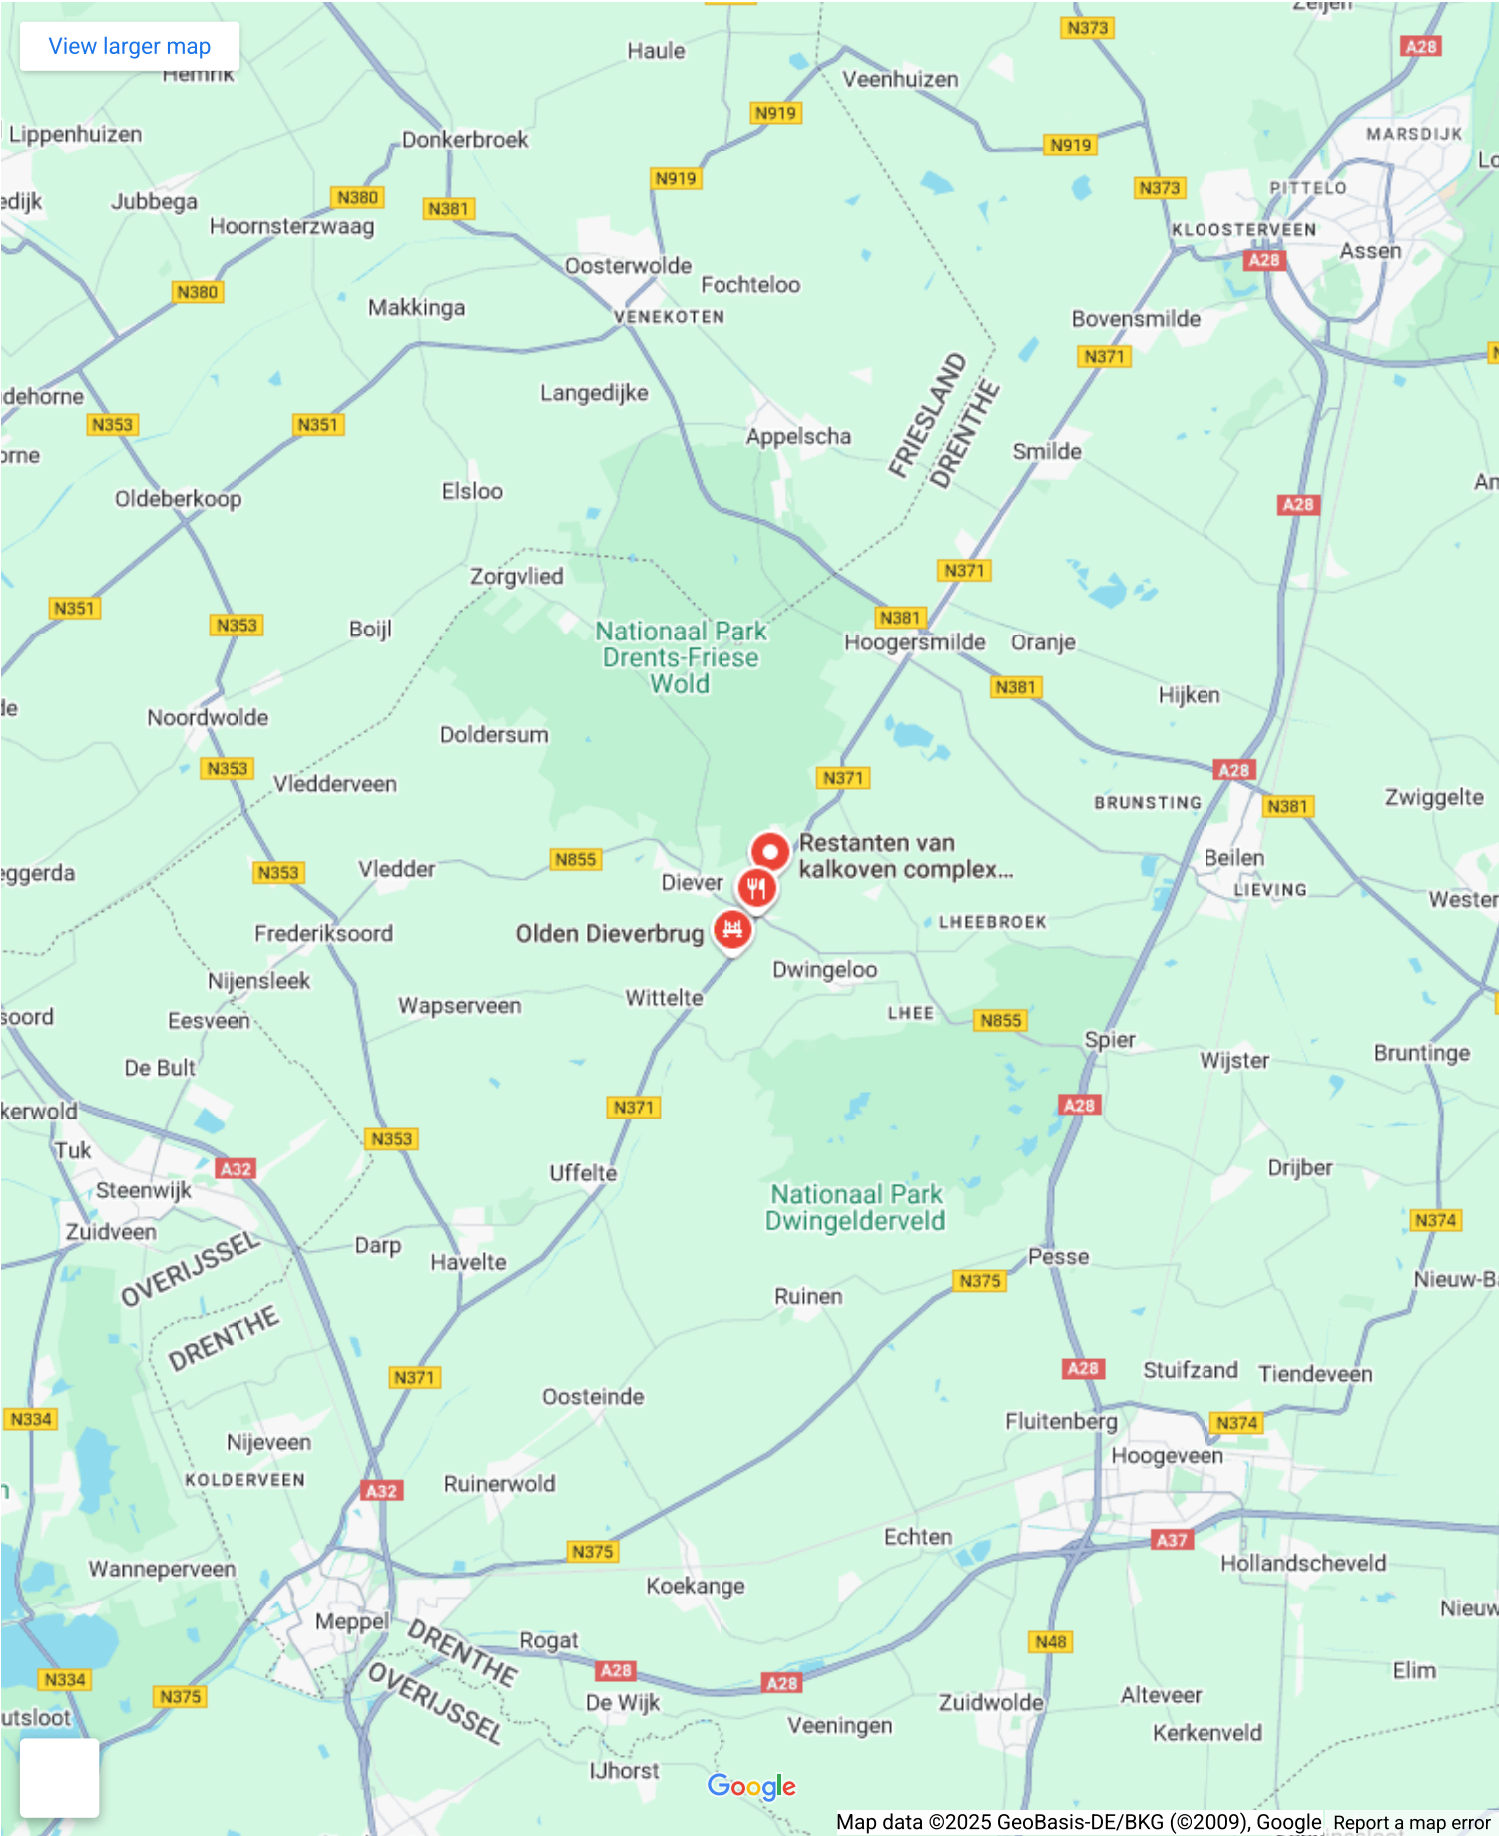 View larger map
Haule
N373
A28
Hemrik
Veenhuizen
Lippenhuizen
Donkerbroek
N919
N919
MARSDIJK
N919
N373
PITTELO
Jubbega
N380
N381
Hoornsterzwaag
KLOOSTERVEEN
Assen
A28
Oosterwolde
Fochteloo
N380
Makkinga
VENEKOTEN
Bovensmilde
N371
Langedijke
FRIESLAND
DRENTHE
N353
N351
Appelscha
Smilde
Elsloo
Oldeberkoop
A28
Zorgvlied
N371
N351
N353
Boijl
Nationaal Park
Drents-Friese
Wold
N381
Hoogersmilde
Oranje
N381
Hijken
Noordwolde
Doldersum
N353
Vledderveen
N371
A28
BRUNSTING
N381
Zwiggelte
Restanten van
kalkoven complex...
N855
N353
Vledder
Diever
Beilen
LIEVING
eggerda
Wester
Olden Dieverbrug
LHEEBROEK
Frederiksoord
Nijensleek
Dwingeloo
Wapserveen
Wittelte
LHEE
N855
soord
Eesveen
Spier
Wijster
Bruntinge
De Bult
kerwold
N371
A28
Tuk
N353
A32
Uffelte
Drijber
Steenwijk
Nationaal Park
Dwingelderveld
Zuidveen
N374
OVERIJSSEL
DRENTHE
Darp
Havelte
Pesse
N375
Nieuw-Ba
Ruinen
N371
A28
Stuifzand
Tiendeveen
Oosteinde
N334
Fluitenberg
N374
Nijeveen
Hoogeveen
KOLDERVEEN
Ruinerwold
A32
Echten
A37
N375
Wanneperveen
Hollandscheveld
Koekange
Meppel
Nieuw
DRENTHE
OVERIJSSEL
Rogat
N48
A28
A28
Elim
N334
N375
De Wijk
Zuidwolde
Alteveer
utsloot
Veeningen
Kerkenveld
IJhorst
Google
Map data ©2025 GeoBasis-DE/BKG (©2009), Google
Report a map error